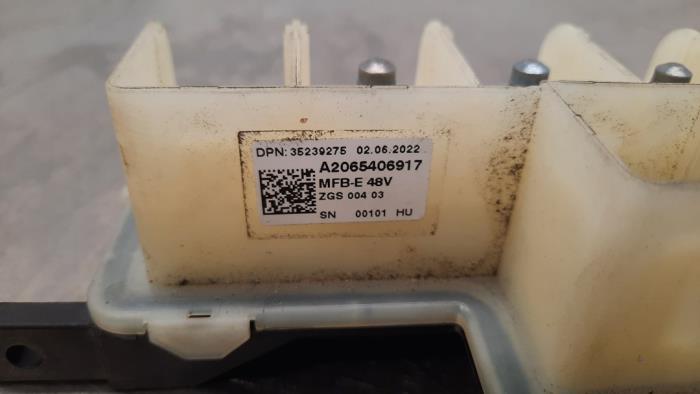 DPN: 35239275 02.06.2022
A2065406917
MFB-E 48V
ZGS 004 03
SN 00101 HU